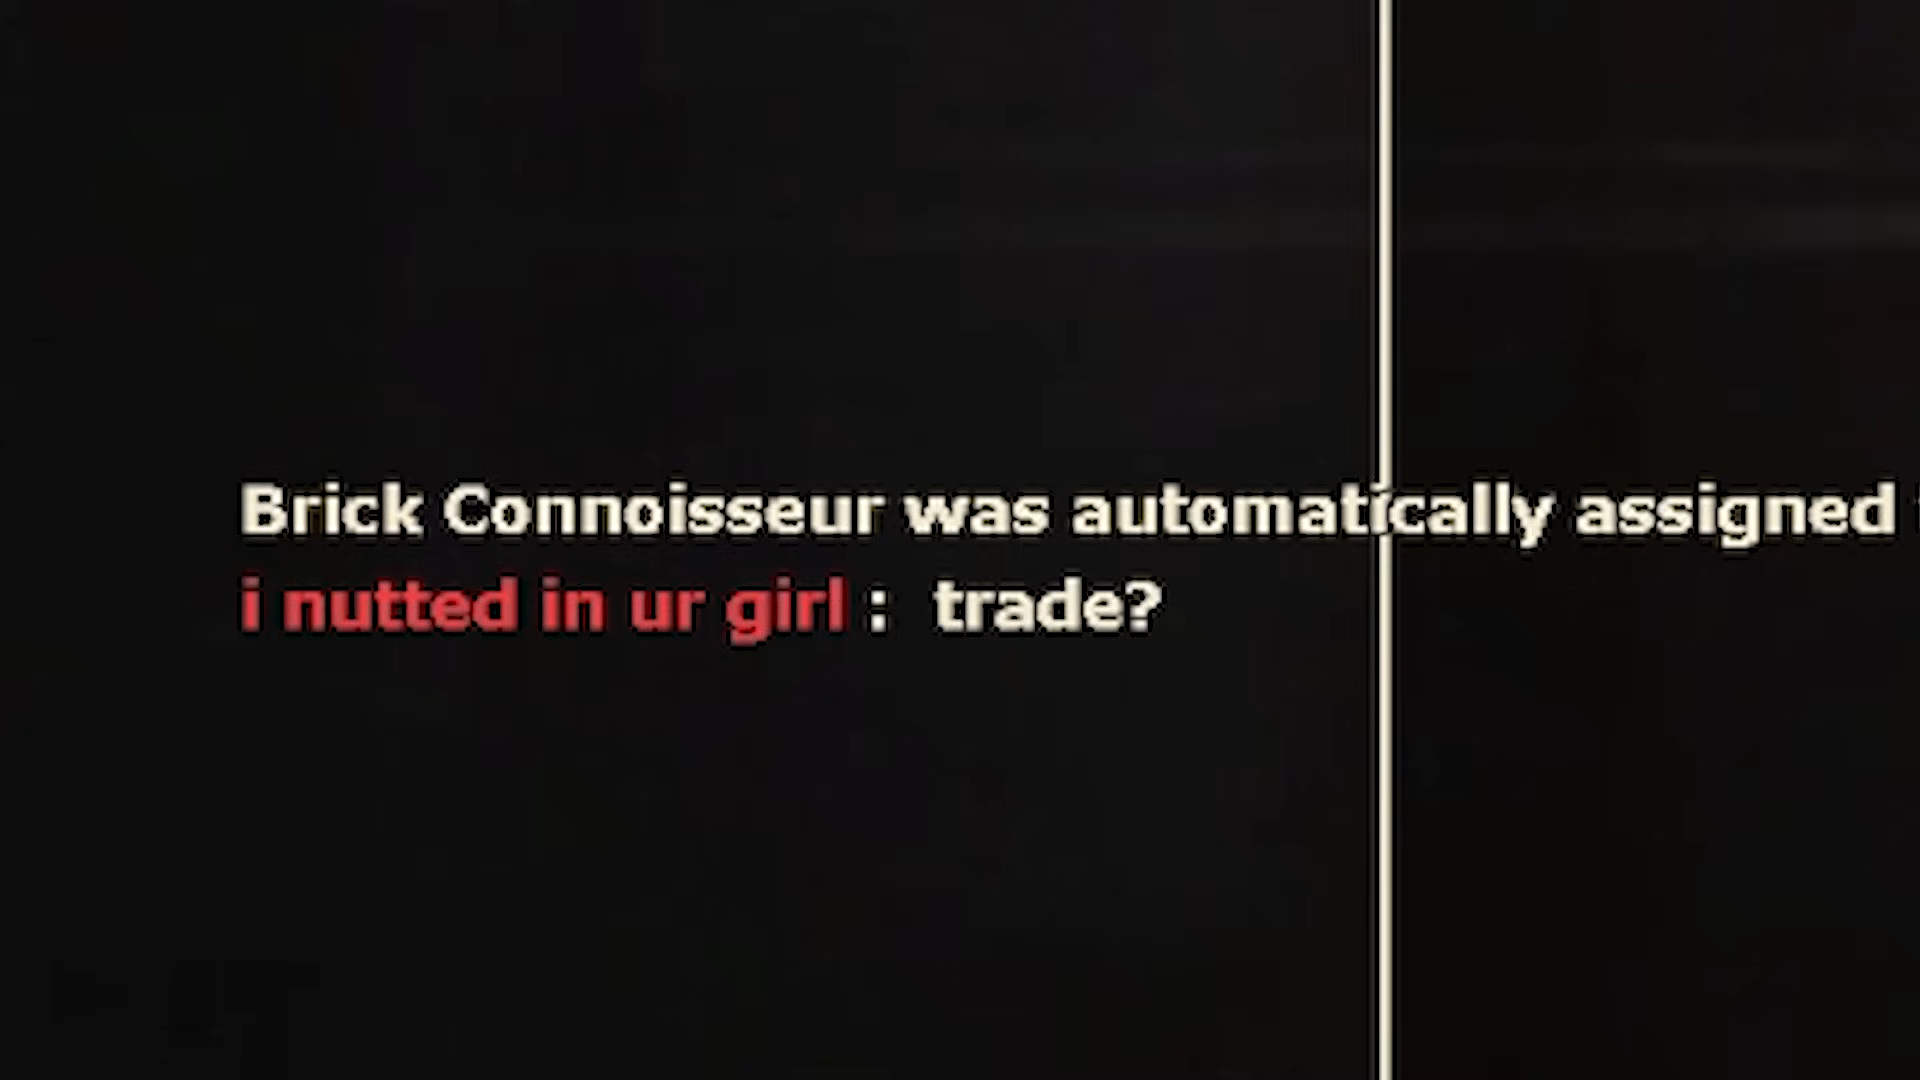 Brick Connoisseur was automatically assigned
i nutted in ur girl :  trade?